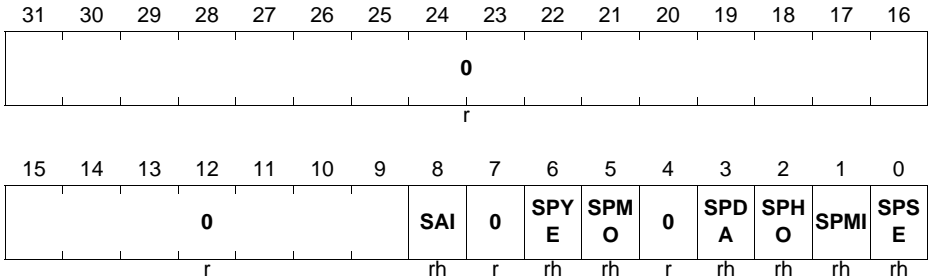 31 30 29 28 27 26 25 24 23 22 21 20 19 18 17 16
0
r
15 14 13 12 11 10 9 8 7 6 5 4 3 2 1 0
0 SAI 0 SPY E SPM O 0 SPD A SPH O SPMI SPS E
r rh r rh rh r rh rh rh rh